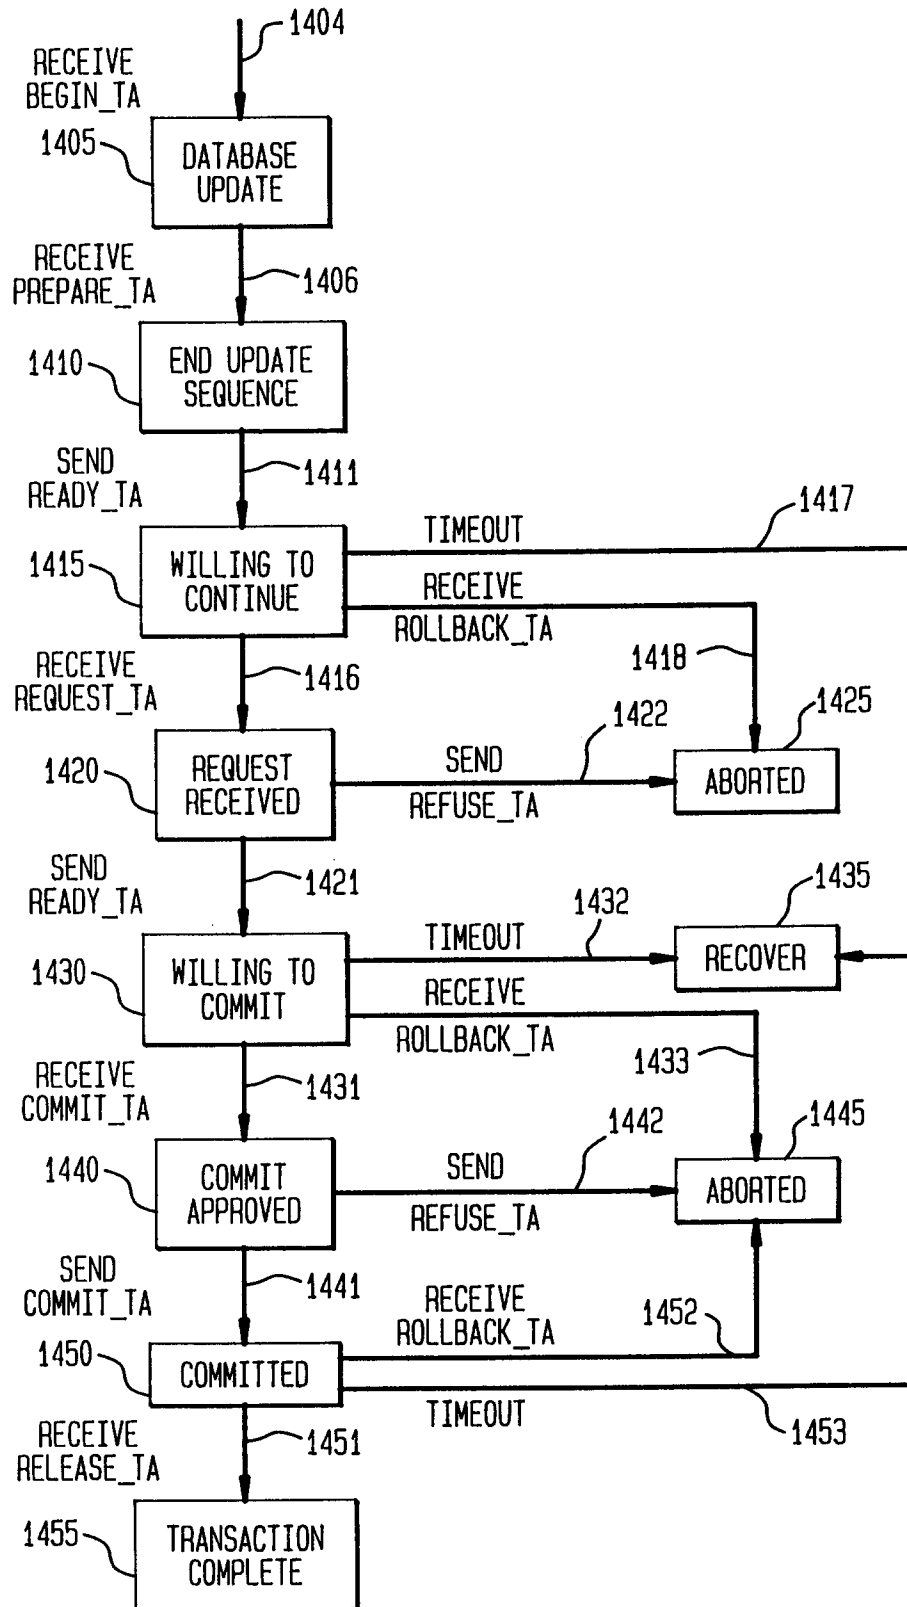 1404
RECEIVE
BEGIN_TA
1405
DATABASE
UPDATE
RECEIVE
PREPARE_TA
1406
1410
END UPDATE
SEQUENCE
SEND
READY_TA
1411
1417
TIMEOUT
1415
WILLING TO
CONTINUE
RECEIVE
ROLLBACK_TA
1418
RECEIVE
REQUEST_TA
1416
1422
1425
1420
REQUEST
RECEIVED
SEND
REFUSE_TA
ABORTED
SEND
READY_TA
1421
1432
1435
TIMEOUT
RECOVER
1430
WILLING TO
COMMIT
RECEIVE
ROLLBACK_TA
1433
RECEIVE
COMMIT_TA
1431
1442
1445
1440
COMMIT
APPROVED
SEND
REFUSE_TA
ABORTED
SEND
COMMIT_TA
1441
RECEIVE
ROLLBACK_TA
1452
1450
COMMITTED
TIMEOUT
1453
RECEIVE
RELEASE_TA
1451
1455
TRANSACTION
COMPLETE